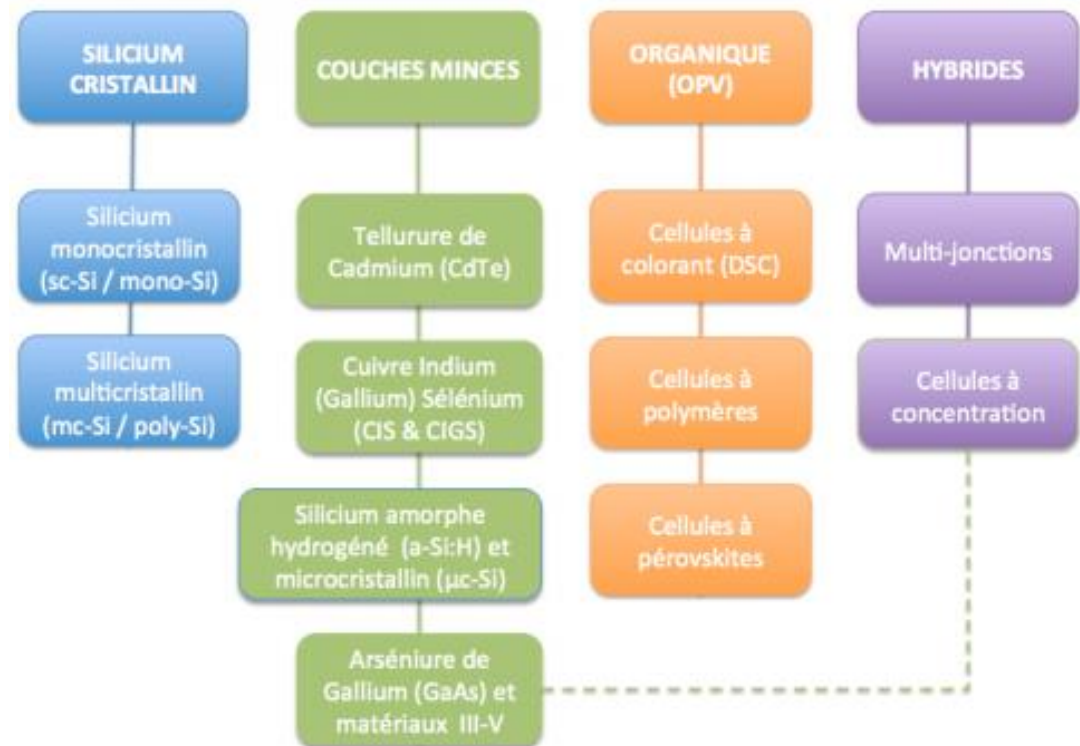 SILICIUM
CRISTALLIN
Silicium
monocristallin
(sc-Si / mono-Si)
Silicium
multicristallin
(mc-Si / poly-Si)
COUCHES MINCES
Tellurure de
Cadmium (CdTe)
Cuivre Indium
(Gallium) Sélénium
(CIS & CIGS)
Silicium amorphe
hydrogéné (a-Si:H) et
microcristallin (µc-Si)
Arséniure de
Gallium (GaAs) et
matériaux III-V
ORGANIQUE
(OPV)
Cellules à
colorant (DSC)
Cellules à
polymères
Cellules à
pérovskites
HYBRIDES
Multi-jonctions
Cellules à
concentration